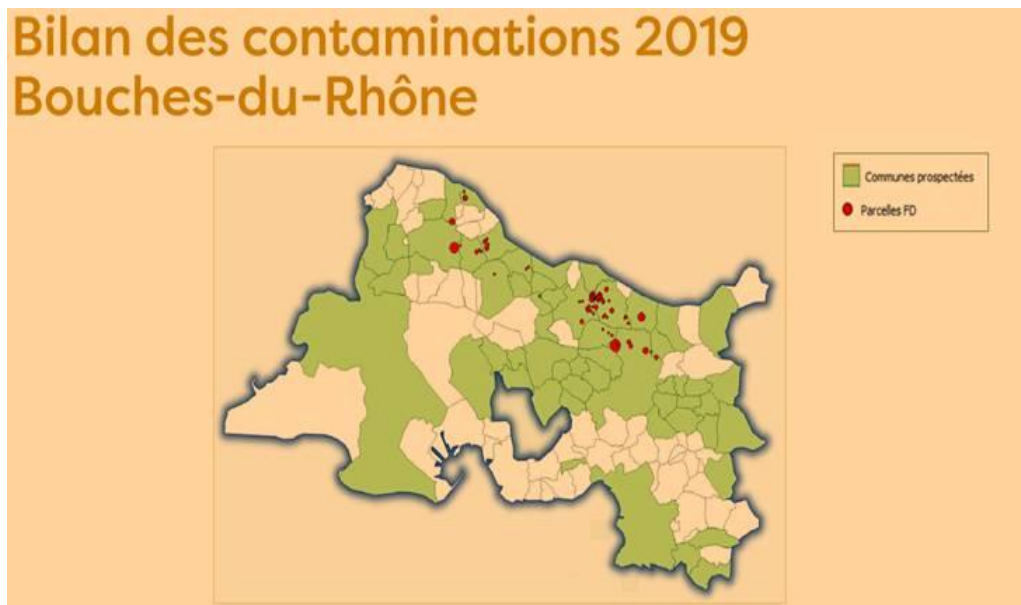 Bilan des contaminations 2019
Bouches-du-Rhône
Communes prospectées
Parcelles FD